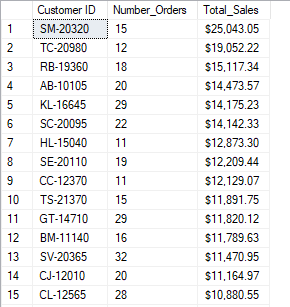 Customer ID Number_Orders Total_Sales
1 SM-20320 15 $25,043.05
2 TC-20980 12 $19,052.22
3 RB-19360 18 $15,117.34
4 AB-10105 20 $14,473.57
5 KL-16645 29 $14,175.23
6 SC-20095 22 $14,142.33
7 HL-15040 11 $12,873.30
8 SE-20110 19 $12,209.44
9 CC-12370 11 $12,129.07
10 TS-21370 15 $11,891.75
11 GT-14710 29 $11,820.12
12 BM-11140 16 $11,789.63
13 SV-20365 32 $11,470.95
14 CJ-12010 20 $11,164.97
15 CL-12565 28 $10,880.55